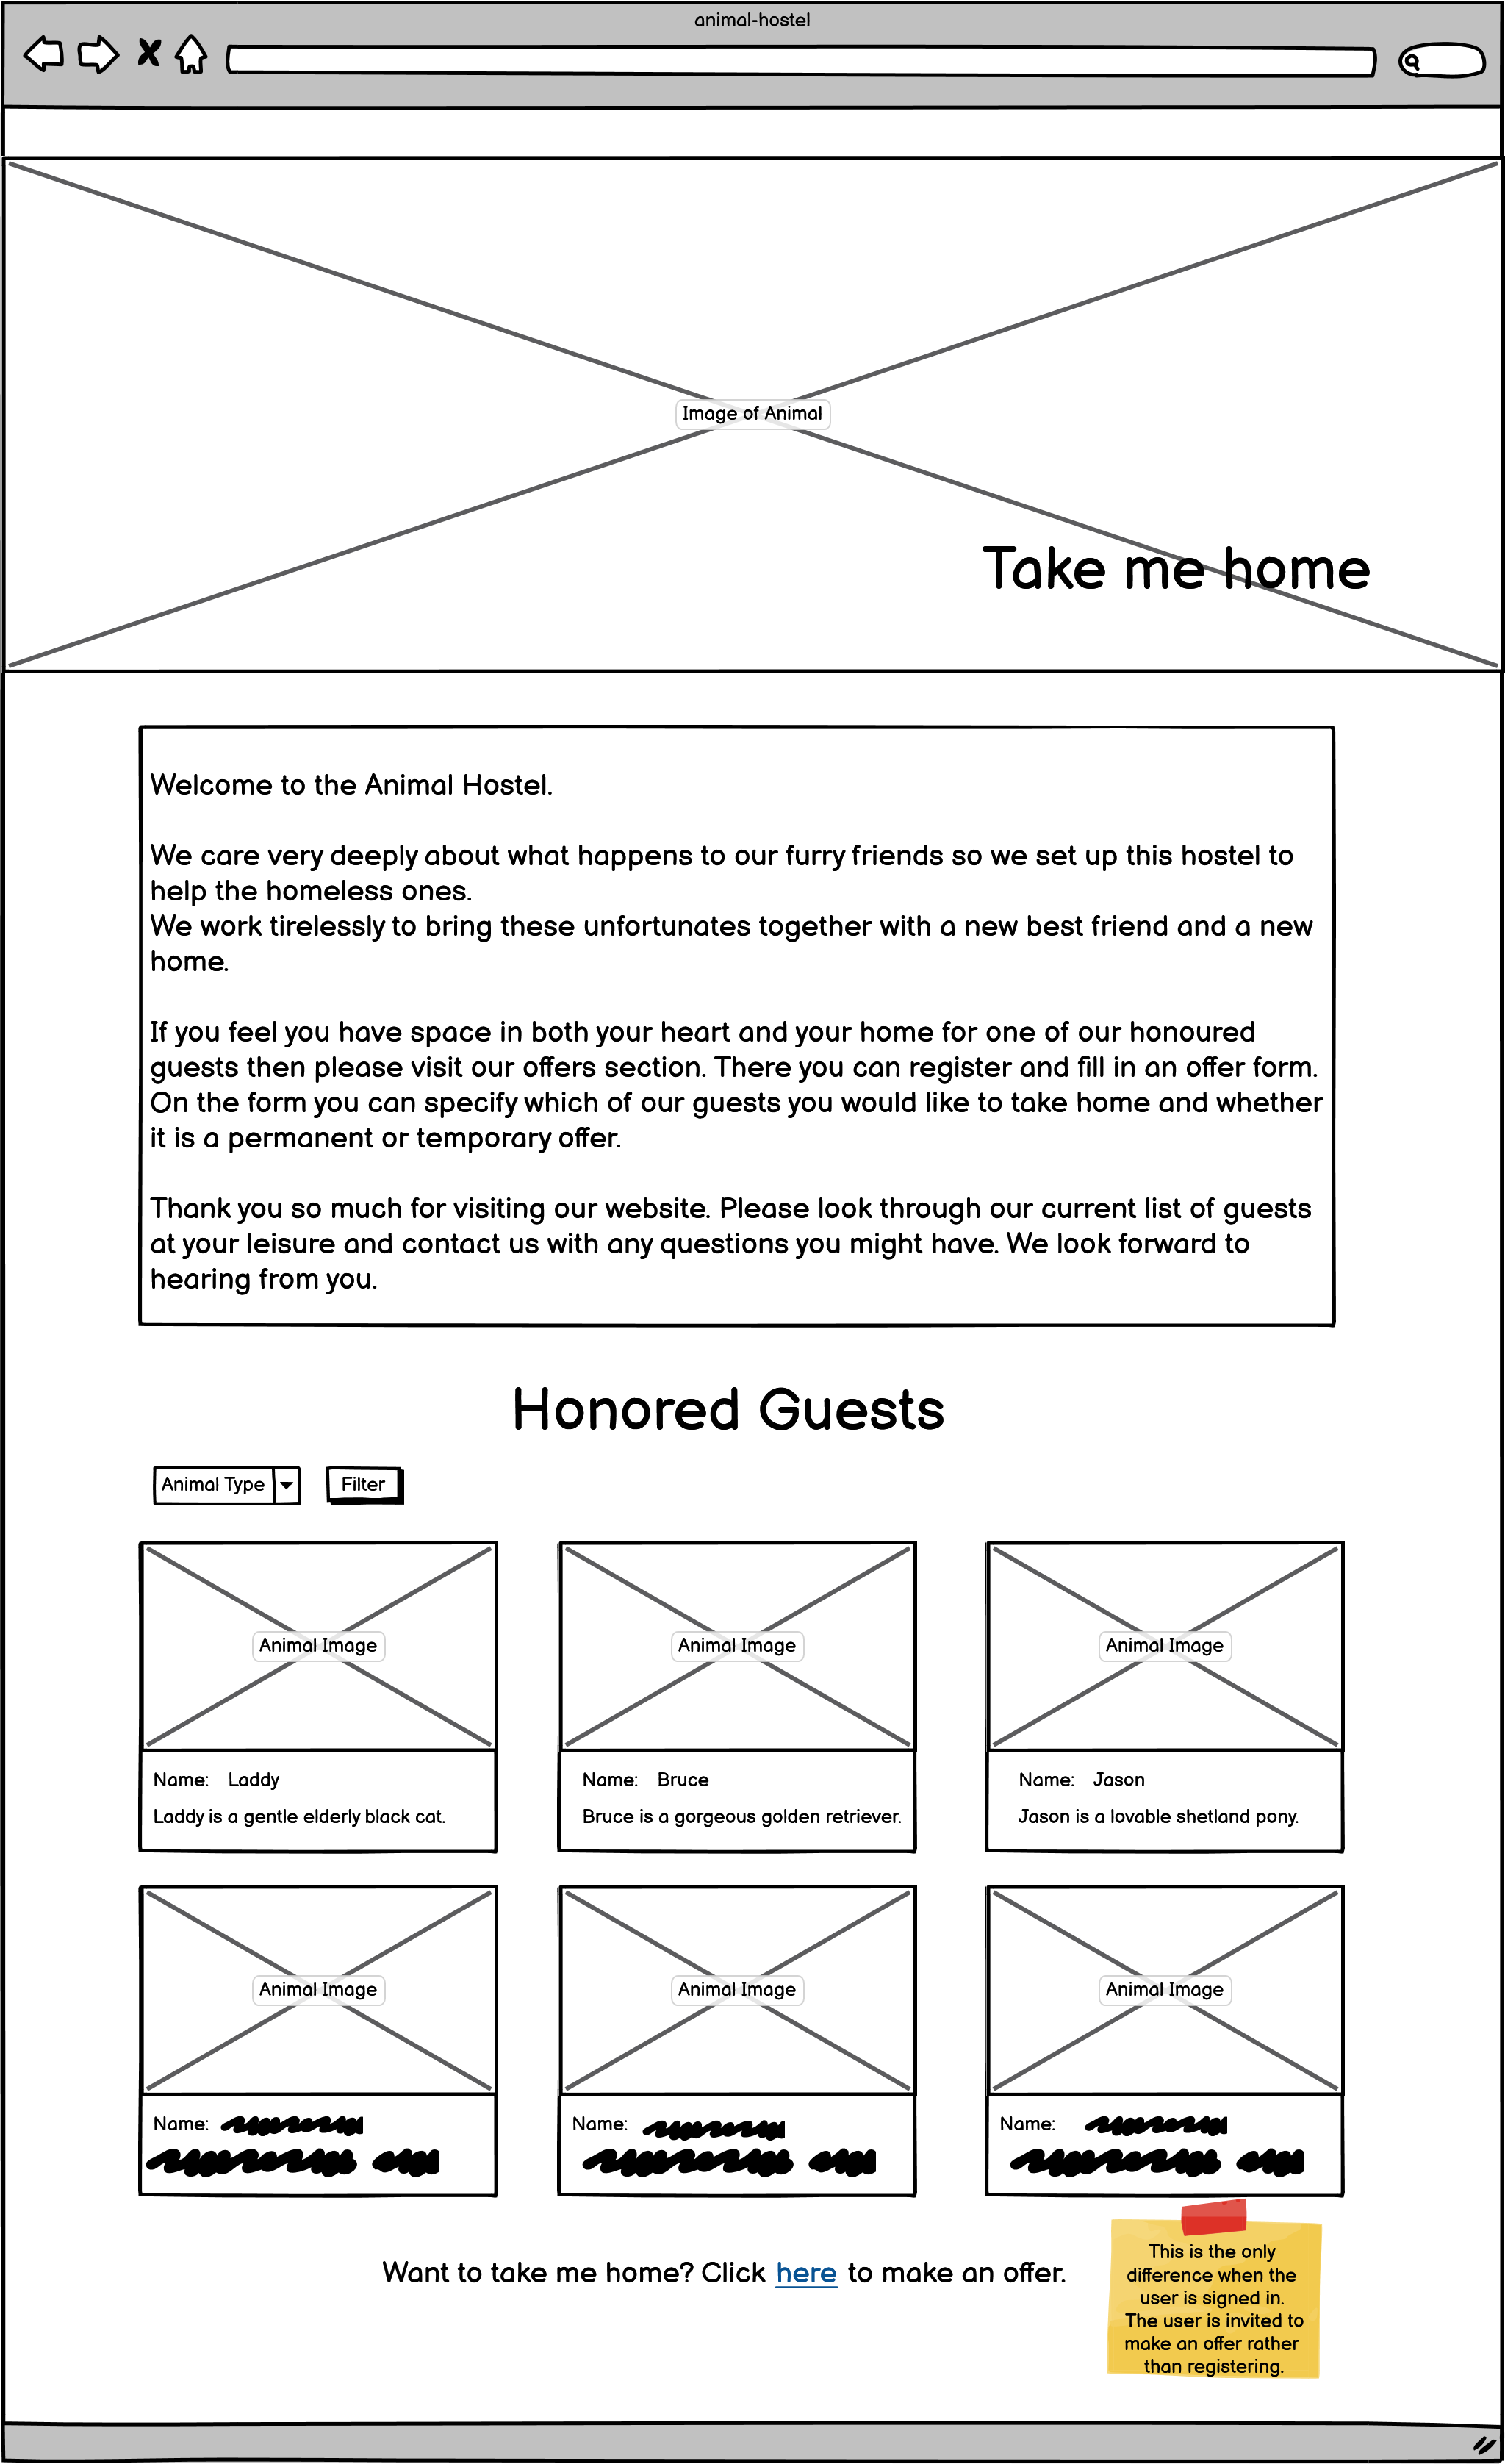 animal-hostel
Image of Animal
Take me home
Welcome to the Animal Hostel.
We care very deeply about what happens to our furry friends so we set up this hostel to
help the homeless ones.
We work tirelessly to bring these unfortunates together with a new best friend and a new
home.
If you feel you have space in both your heart and your home for one of our honoured
guests then please visit our offers section. There you can register and fill in an offer form.
On the form you can specify which of our guests you would like to take home and whether
it is a permanent or temporary offer.
Thank you so much for visiting our website. Please look through our current list of guests
at your leisure and contact us with any questions you might have. We look forward to
hearing from you.
Honored Guests
Animal Type
Filter
Animal Image
Name: Laddy
Laddy is a gentle elderly black cat.
Animal Image
Name: Bruce
Bruce is a gorgeous golden retriever.
Animal Image
Name: Jason
Jason is a lovable shetland pony.
Animal Image
Name:
Animal Image
Name:
Animal Image
Name:
Want to take me home? Click here to make an offer.
This is the only
difference when the
user is signed in.
The user is invited to
make an offer rather
than registering.